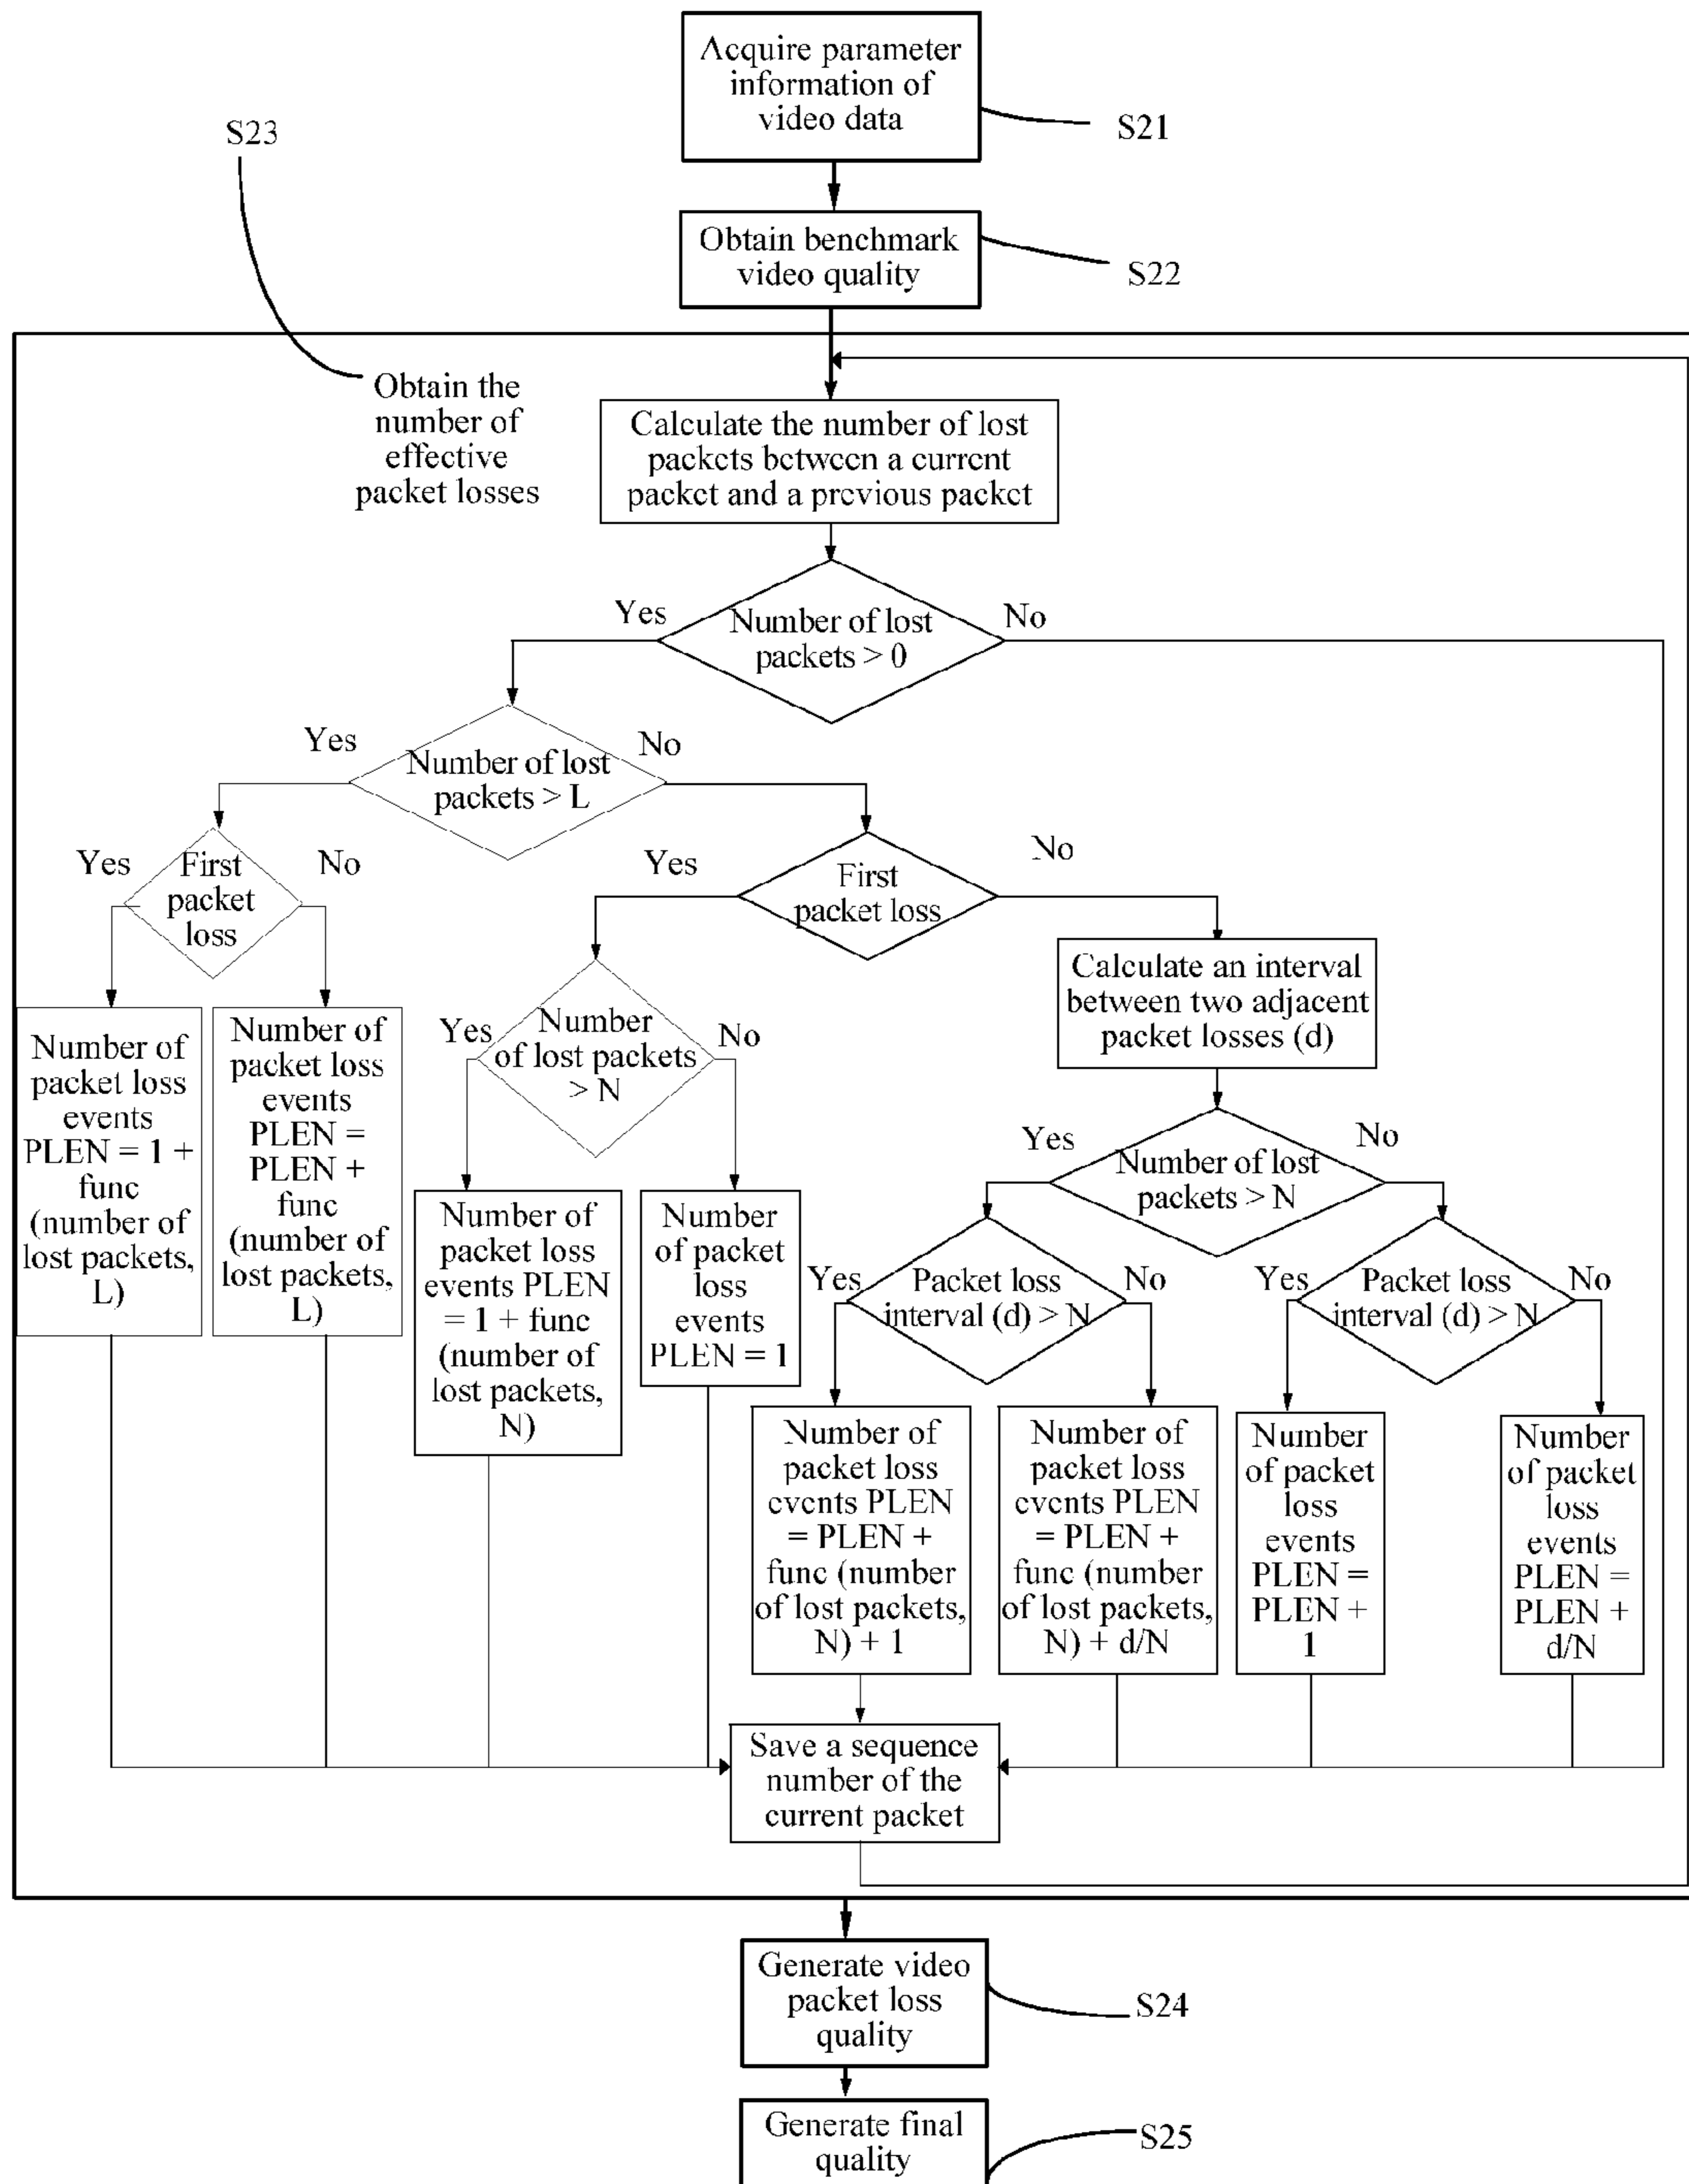 Acquire parameter
information of
video data
S21
S23
Obtain benchmark
video quality
S22
Obtain the
number of
effective
packet losses
Calculate the number of lost
packets between a current
packet and a previous packet
Yes
Number of lost
packets > 0
No
Yes
Number of lost
packets > L
No
Yes
First
packet
loss
No
Yes
First
packet loss
No
Calculate an interval
between two adjacent
packet losses (d)
Number of
packet loss
events
PLEN = 1 +
func
(number of
lost packets,
L)
Number of
packet loss
events
PLEN =
PLEN +
func
(number of
lost packets,
L)
Yes
Number
of lost packets
> N
No
Yes
Number of lost
packets > N
No
Number of
packet loss
events PLEN
= 1 + func
(number of
lost packets,
N)
Number
of packet
loss
events
PLEN = 1
Yes
Packet loss
interval (d) > N
No
Yes
Packet loss
interval (d) > N
No
Number of
packet loss
events PLEN
= PLEN +
func (number
of lost packets,
N) + 1
Number of
packet loss
events PLEN
= PLEN +
func (number
of lost packets,
N) + d/N
Number
of packet
loss
events
PLEN =
PLEN +
1
Number
of packet
loss
events
PLEN =
PLEN +
d/N
Save a sequence
number of the
current packet
Generate video
packet loss
quality
S24
Generate final
quality
S25